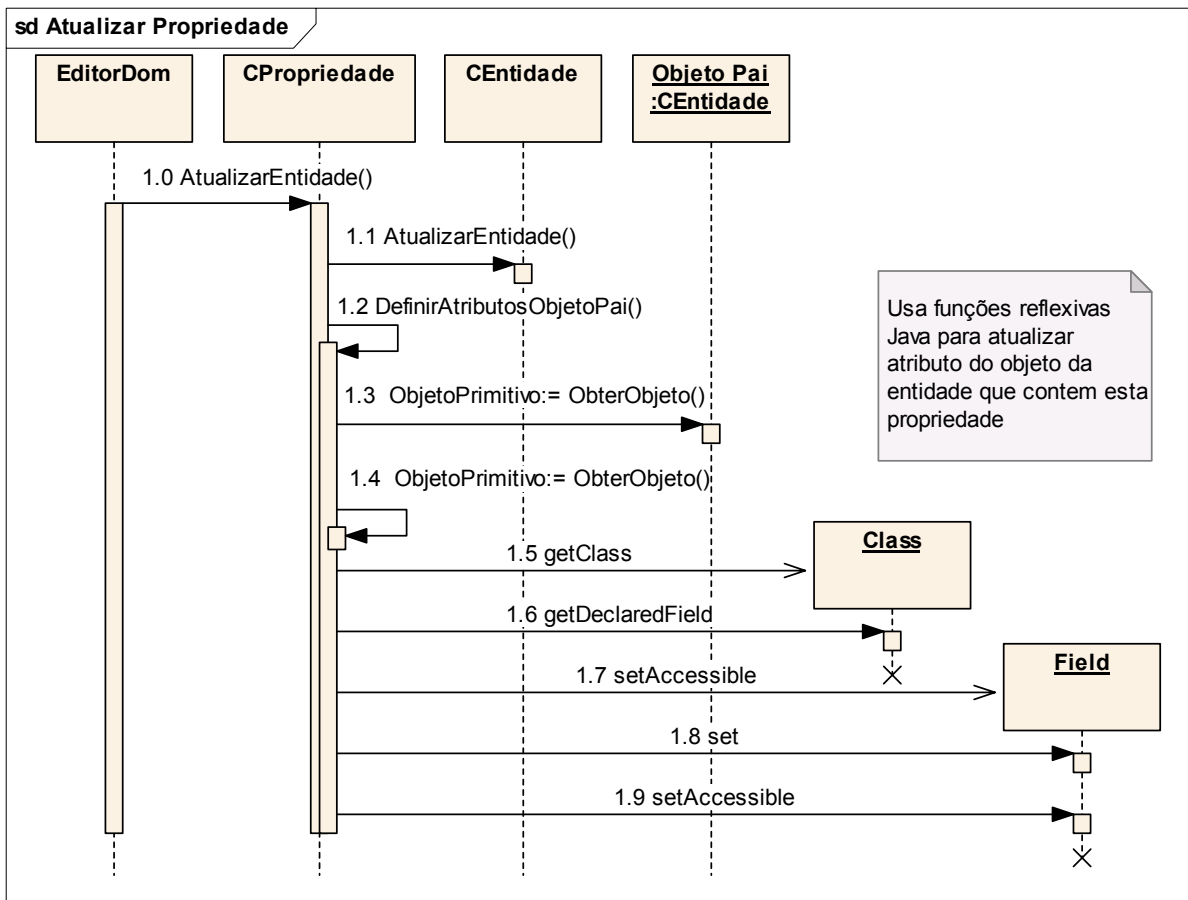 sd Atualizar Propriedade
EditorDom
CPropriedade
CEntidade
Objeto Pai
:CEntidade
1.0 AtualizarEntidade()
1.1 AtualizarEntidade()
1.2 DefinirAtributosObjetoPai()
Usa funções reflexivas
Java para atualizar
atributo do objeto da
entidade que contem esta
propriedade
1.3 ObjetoPrimitivo:= ObterObjeto()
1.4 ObjetoPrimitivo:= ObterObjeto()
Class
1.5 getClass
1.6 getDeclaredField
Field
1.7 setAccessible
1.8 set
1.9 setAccessible